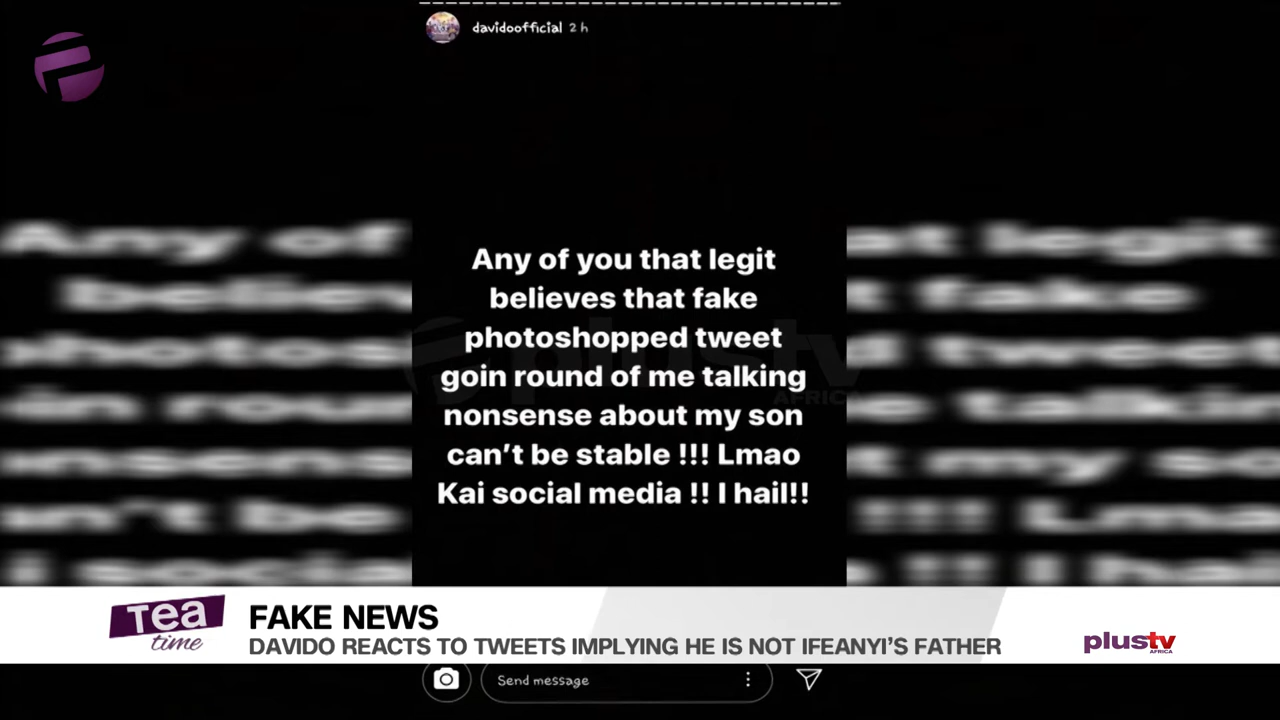 davidoofficial 2 h
Any of you that legit
believes that fake
photoshopped tweet
goin round of me talking
nonsense about my son
can't be stable !!! Lmao
Kai social media !! I hail!!
plustv
AFRICA
Tea
time
FAKE NEWS
DAVIDO REACTS TO TWEETS IMPLYING HE IS NOT IFEANYI'S FATHER
plustv
AFRICA
Send message